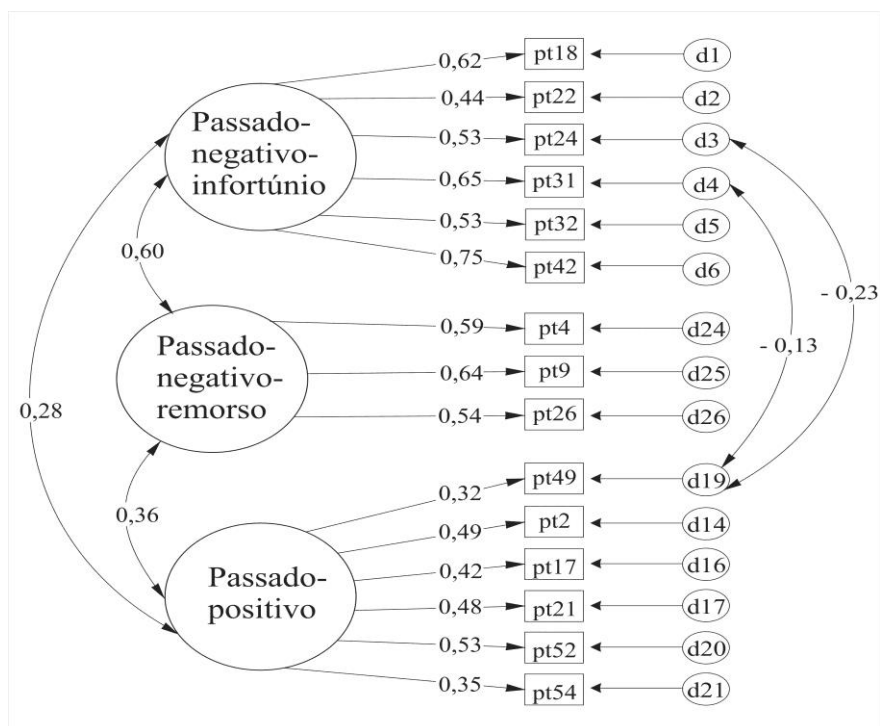 0,62 pt18 d1
0,44 pt22 d2
Passado-
negativo-
infortúnio
0,53 pt24 d3
0,65 pt31 d4
0,53 pt32 d5
0,75 pt42 d6
0,60
- 0,23
- 0,13
0,59 pt4 d24
Passado-
negativo-
remorso
0,64 pt9 d25
0,54 pt26 d26
0,28
0,36
0,32 pt49 d19
0,49 pt2 d14
0,42 pt17 d16
Passado-
positivo
0,48 pt21 d17
0,53 pt52 d20
0,35 pt54 d21